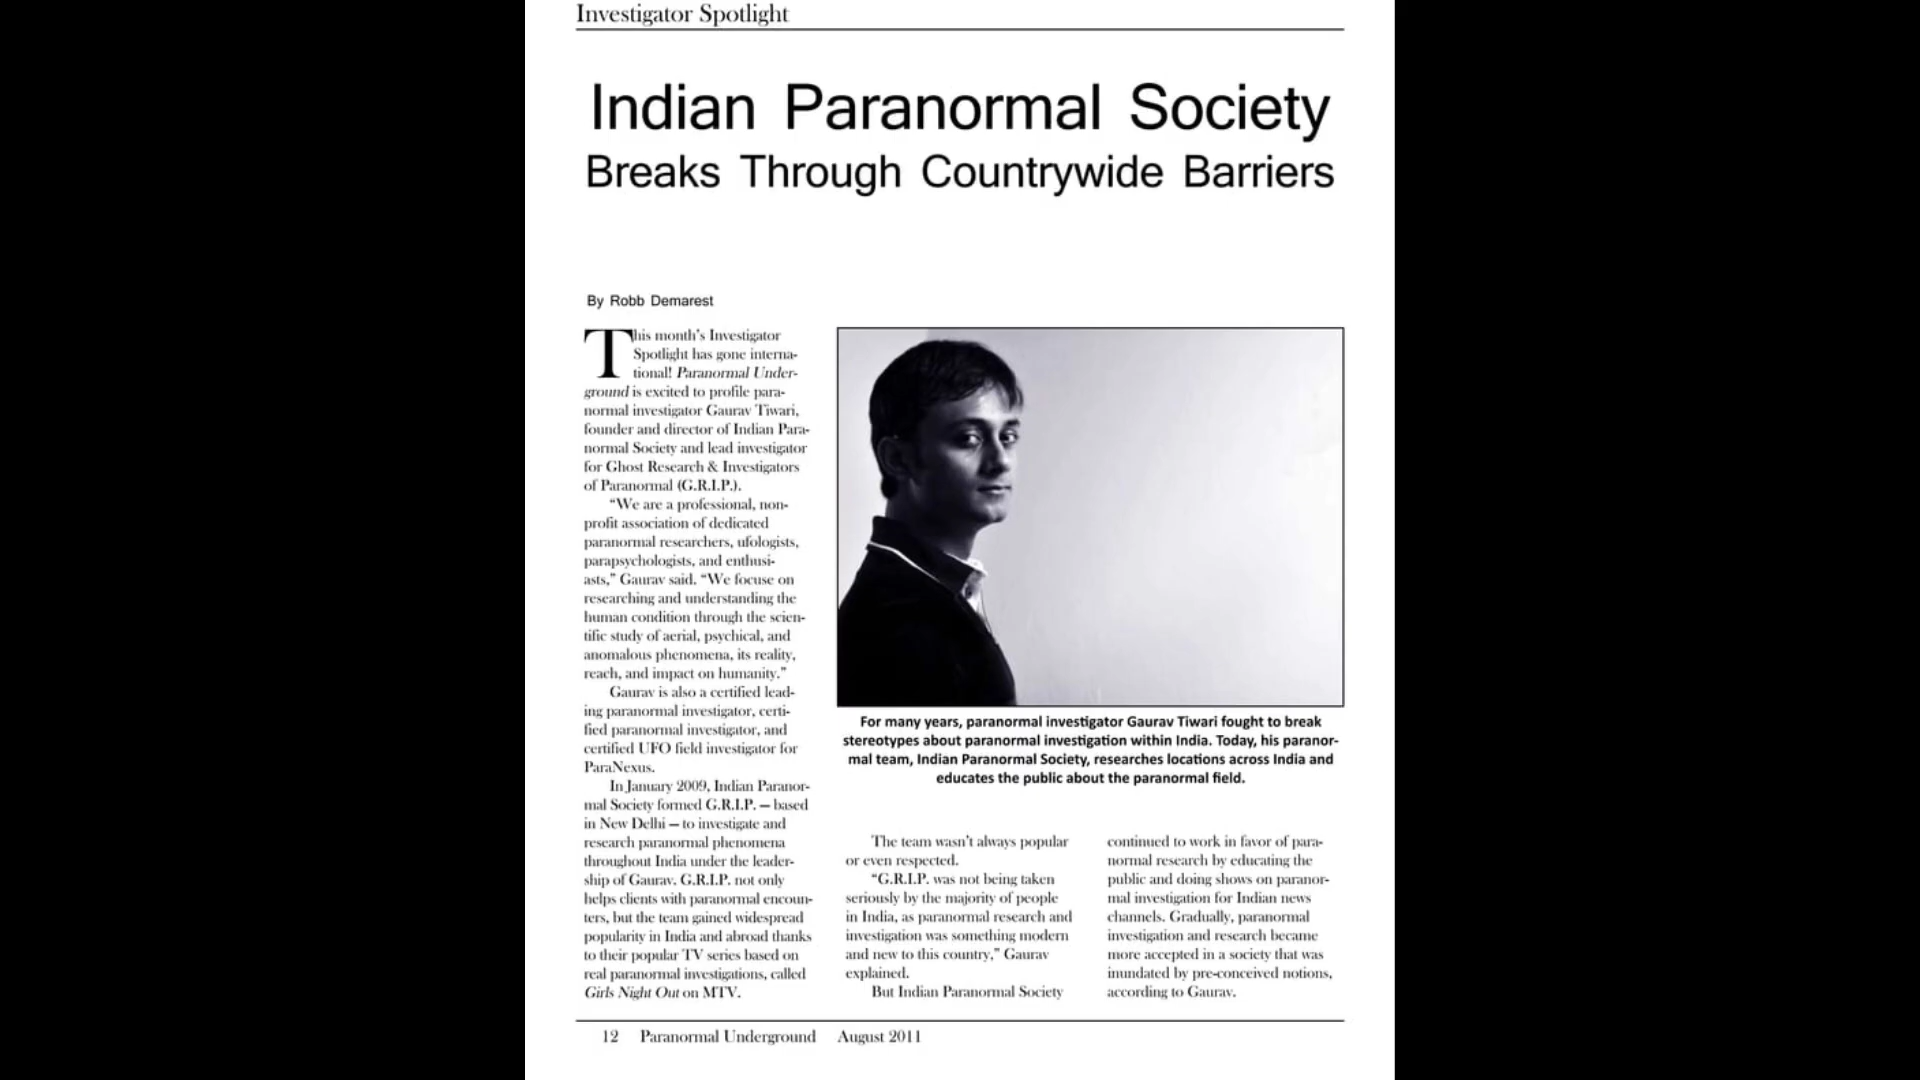 Investigator Spotlight
Indian Paranormal Society
Breaks Through Countrywide Barriers
By Robb Demarest
This month's Investigator
Spotlight has gone interna-
tional! Paranormal Under-
ground is excited to profile para-
normal investigator Gaurav Tiwari,
founder and director of Indian Para-
normal Society and lead investigator
for Ghost Research & Investigators
of Paranormal (G.R.I.P.).
“We are a professional, non-
profit association of dedicated
paranormal researchers, ufologists,
parapsychologists, and enthusi-
asts,” Gaurav said. “We focus on
researching and understanding the
human condition through the scien-
tific study of aerial, psychical, and
anomalous phenomena, its reality,
reach, and impact on humanity.”
Gaurav is also a certified lead-
ing paranormal investigator, certi-
fied paranormal investigator, and
certified UFO field investigator for
ParaNexus.
In January 2009, Indian Paranor-
mal Society formed G.R.I.P. — based
in New Delhi — to investigate and
research paranormal phenomena
throughout India under the leader-
ship of Gaurav. G.R.I.P. not only
helps clients with paranormal encoun-
ters, but the team gained widespread
popularity in India and abroad thanks
to their popular TV series based on
real paranormal investigations, called
Girls Night Out on MTV.
For many years, paranormal investigator Gaurav Tiwari fought to break
stereotypes about paranormal investigation within India. Today, his paranor-
mal team, Indian Paranormal Society, researches locations across India and
educates the public about the paranormal field.
The team wasn't always popular
or even respected.
“G.R.I.P. was not being taken
seriously by the majority of people
in India, as paranormal research and
investigation was something modern
and new to this country,” Gaurav
explained.
But Indian Paranormal Society
continued to work in favor of para-
normal research by educating the
public and doing shows on paranor-
mal investigation for Indian news
channels. Gradually, paranormal
investigation and research became
more accepted in a society that was
inundated by pre-conceived notions,
according to Gaurav.
12 Paranormal Underground August 2011